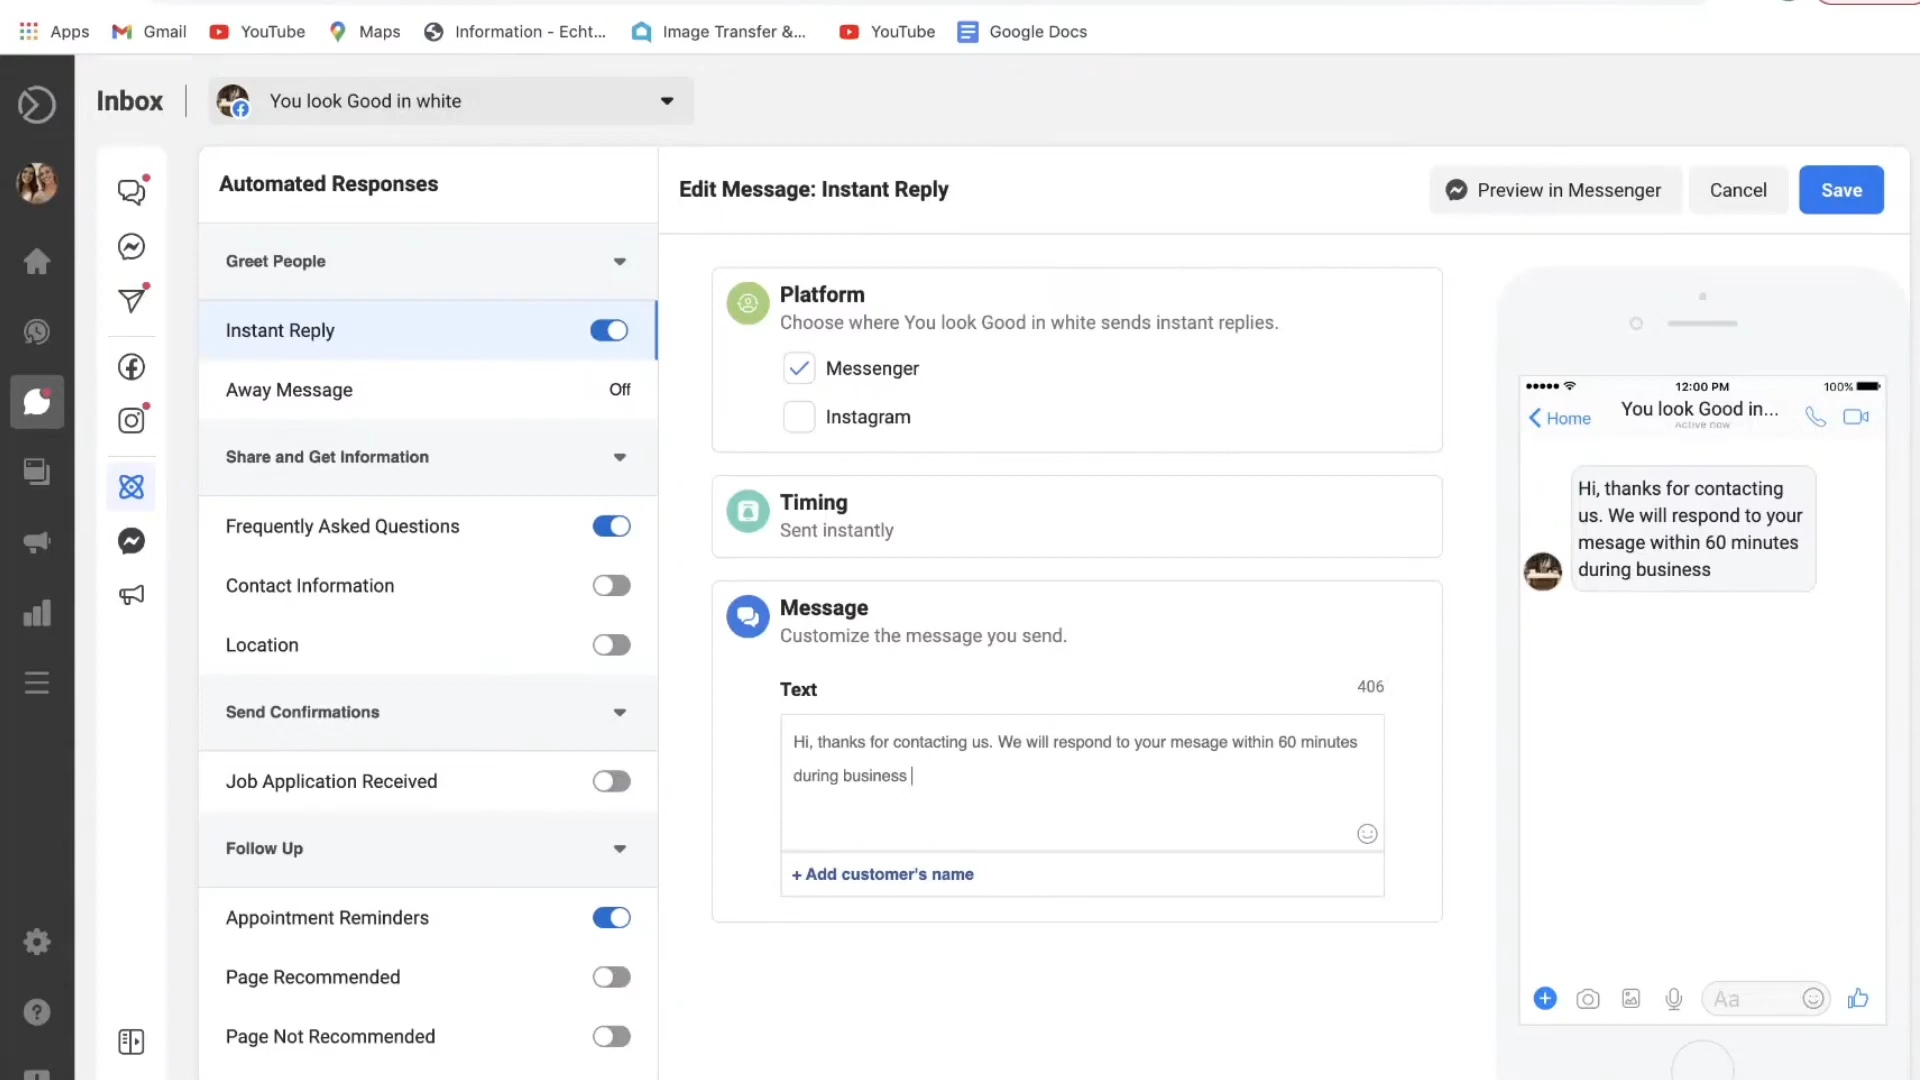 Apps
Gmail
YouTube
Maps
Information - Echt...
Image Transfer &...
YouTube
Google Docs
Inbox
You look Good in white
Automated Responses
Greet People
Instant Reply
Away Message
Off
Share and Get Information
Frequently Asked Questions
Contact Information
Location
Send Confirmations
Job Application Received
Follow Up
Appointment Reminders
Page Recommended
Page Not Recommended
Edit Message: Instant Reply
Preview in Messenger
Cancel
Save
Platform
Choose where You look Good in white sends instant replies.
Messenger
Instagram
Timing
Sent instantly
Message
Customize the message you send.
Text
406
Hi, thanks for contacting us. We will respond to your mesage within 60 minutes
during business
+ Add customer's name
12:00 PM
100%
Home
You look Good in...
Active now
Hi, thanks for contacting
us. We will respond to your
mesage within 60 minutes
during business
Aa